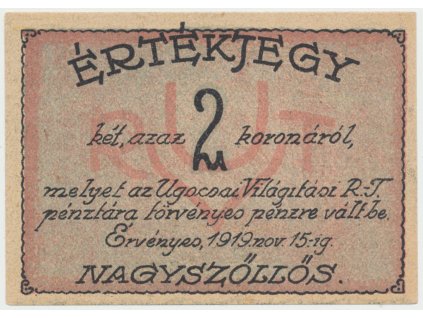 ÉRTÉKJEGY
két, azaz 2 koronáról,
R V T
melyet az Ugocsai Világitási R.-T
pénztára törvényes pénzre vált be.
Érvényes, 1919 nov. 15-ig.
NAGYSZŐLLŐS.